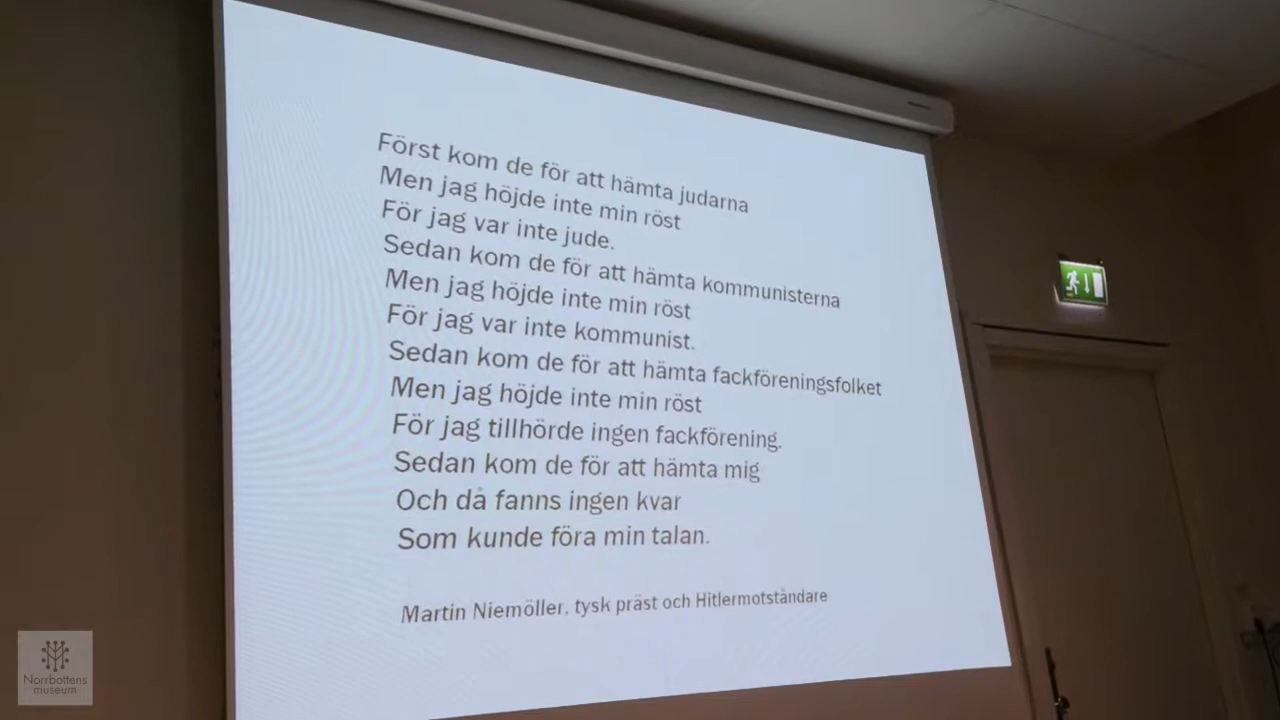 Först kom de för att hämta judarna
Men jag höjde inte min röst
För jag var inte jude.
Sedan kom de för att hämta kommunisterna
Men jag höjde inte min röst
För jag var inte kommunist.
Sedan kom de för att hämta fackföreningsfolket
Men jag höjde inte min röst
För jag tillhörde ingen fackförening.
Sedan kom de för att hämta mig
Och då fanns ingen kvar
Som kunde föra min talan.
Martin Niemöller, tysk präst och Hitlermotståndare
Norrbottens
museum